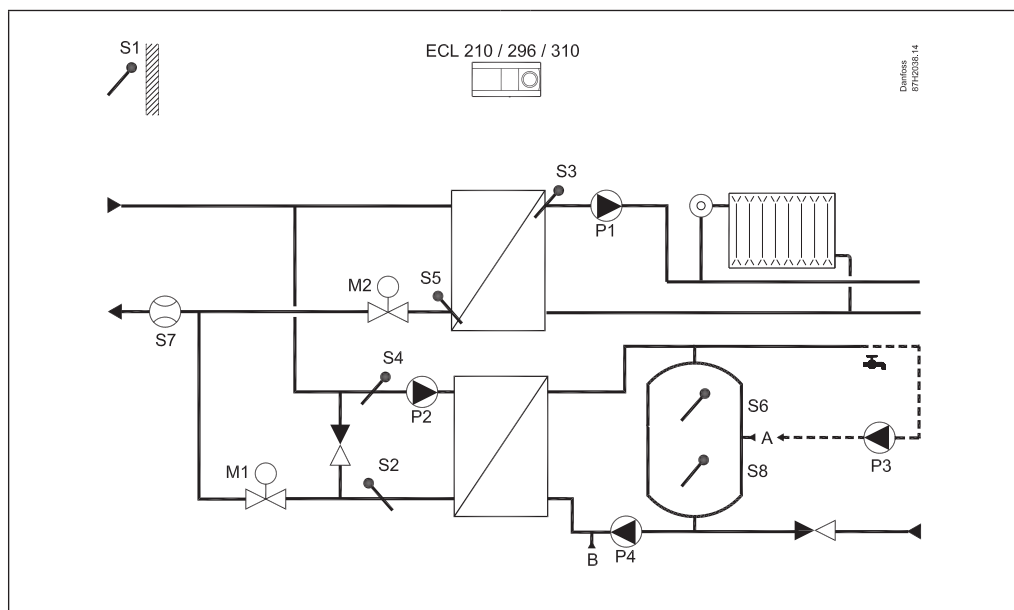 S1
ECL 210 / 296 / 310
Danfoss
87H2038.14
S3
P1
M2
S5
S7
S4
P2
S6
A
P3
S8
M1
S2
B
P4